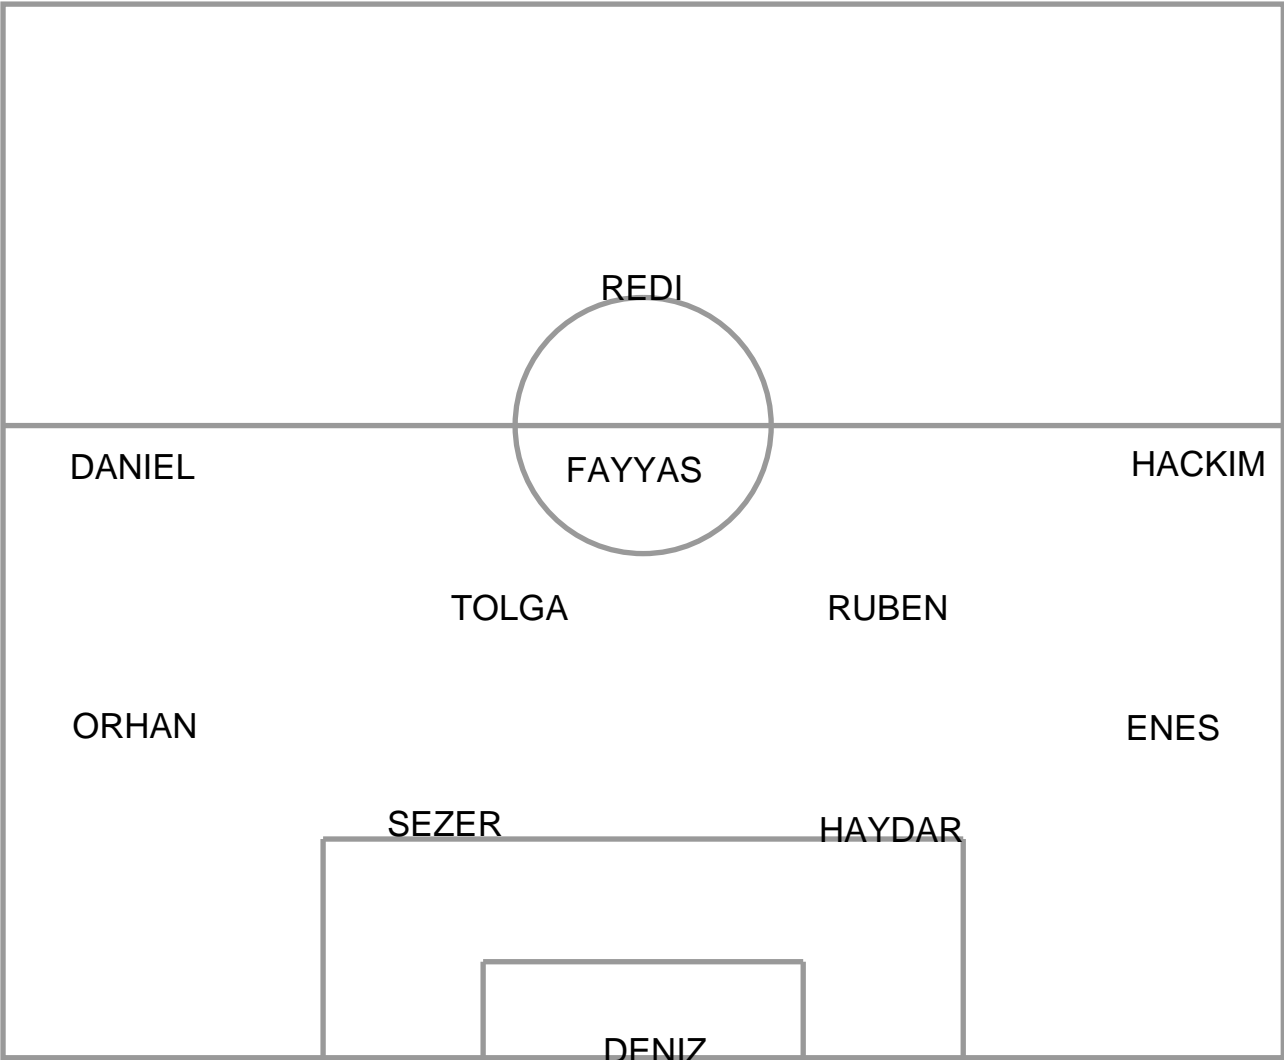 REDI
DANIEL
FAYYAS
HACKIM
TOLGA
RUBEN
ORHAN
ENES
SEZER
HAYDAR
DENIZ